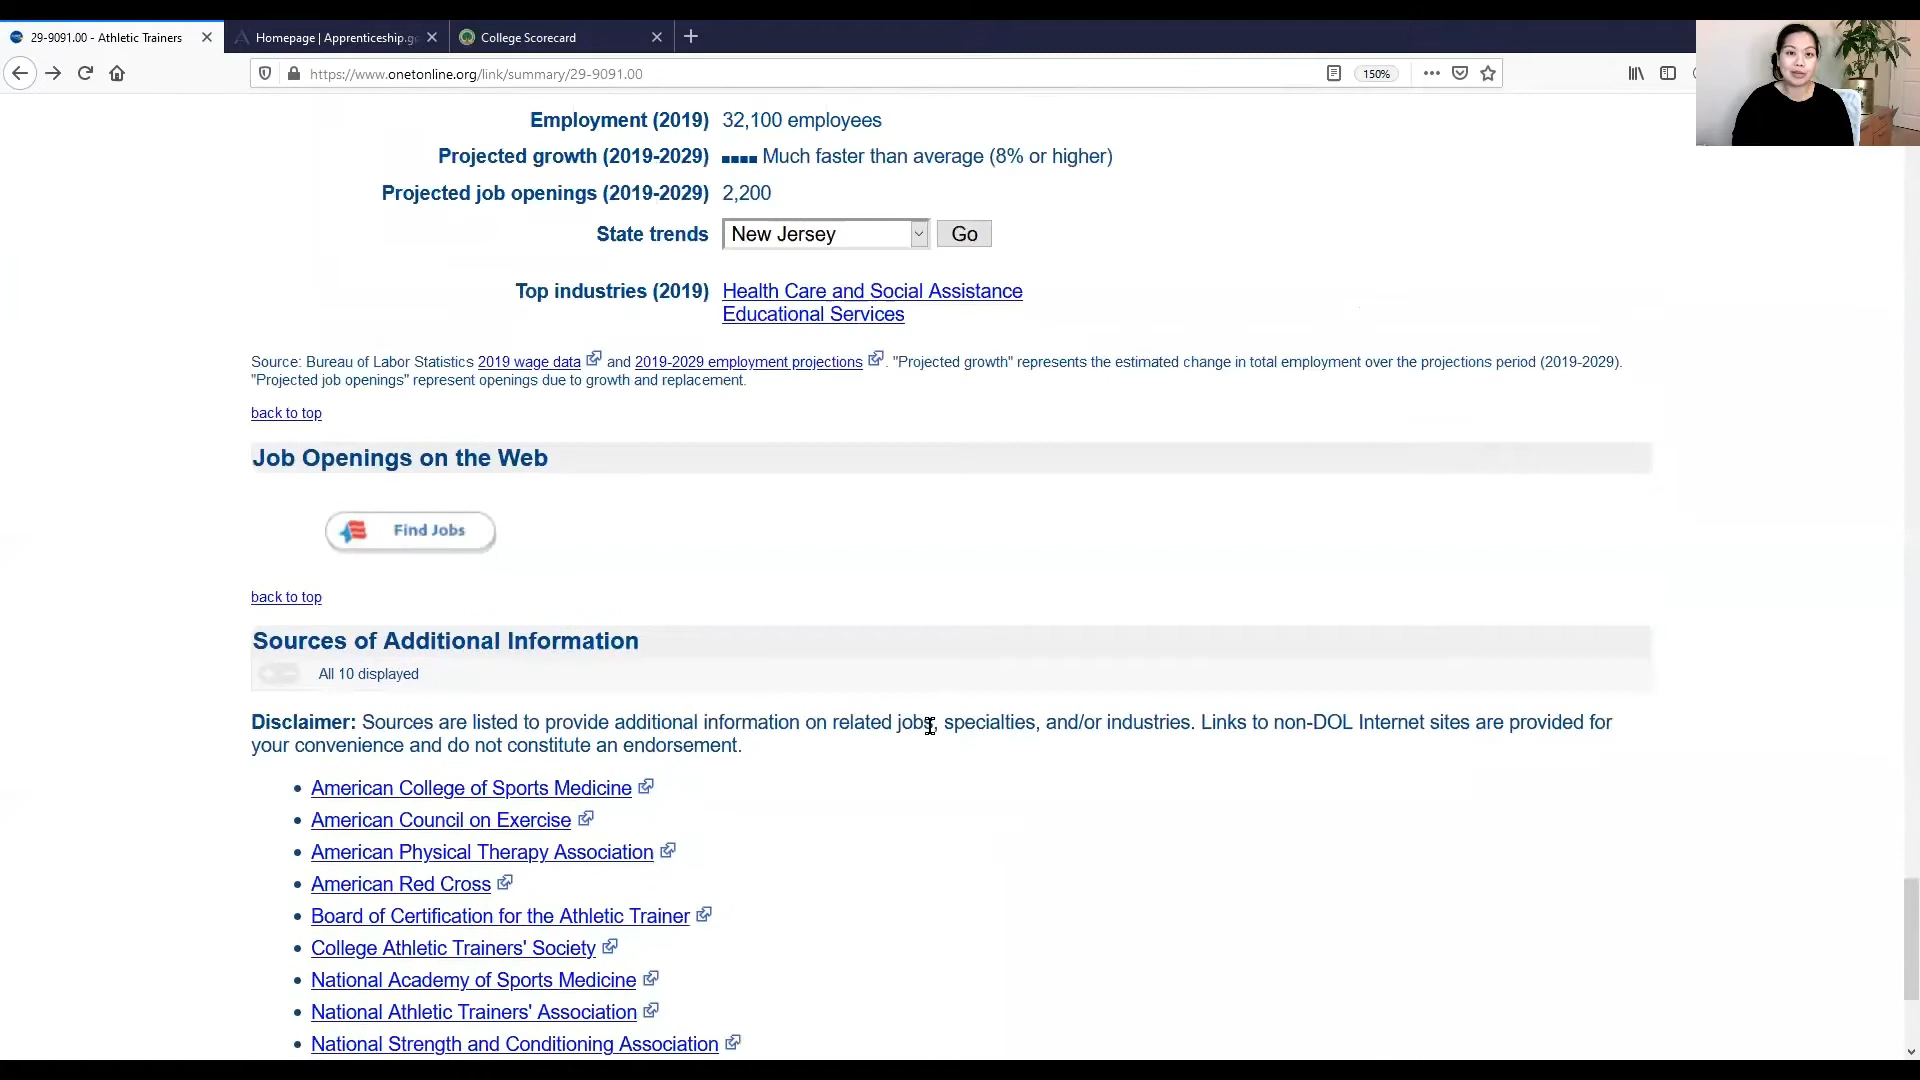 29-9091.00 - Athletic Trainers
Homepage | Apprenticeship.g
College Scorecard
https://www.onetonline.org/link/summary/29-9091.00
150%
Employment (2019) 32,100 employees
Projected growth (2019-2029) Much faster than average (8% or higher)
Projected job openings (2019-2029) 2,200
State trends New Jersey Go
Top industries (2019) Health Care and Social Assistance
Educational Services
Source: Bureau of Labor Statistics 2019 wage data and 2019-2029 employment projections. "Projected growth" represents the estimated change in total employment over the projections period (2019-2029).
"Projected job openings" represent openings due to growth and replacement.
back to top
Job Openings on the Web
Find Jobs
back to top
Sources of Additional Information
All 10 displayed
Disclaimer: Sources are listed to provide additional information on related jobs, specialties, and/or industries. Links to non-DOL Internet sites are provided for
your convenience and do not constitute an endorsement.
• American College of Sports Medicine
• American Council on Exercise
• American Physical Therapy Association
• American Red Cross
• Board of Certification for the Athletic Trainer
• College Athletic Trainers' Society
• National Academy of Sports Medicine
• National Athletic Trainers' Association
• National Strength and Conditioning Association